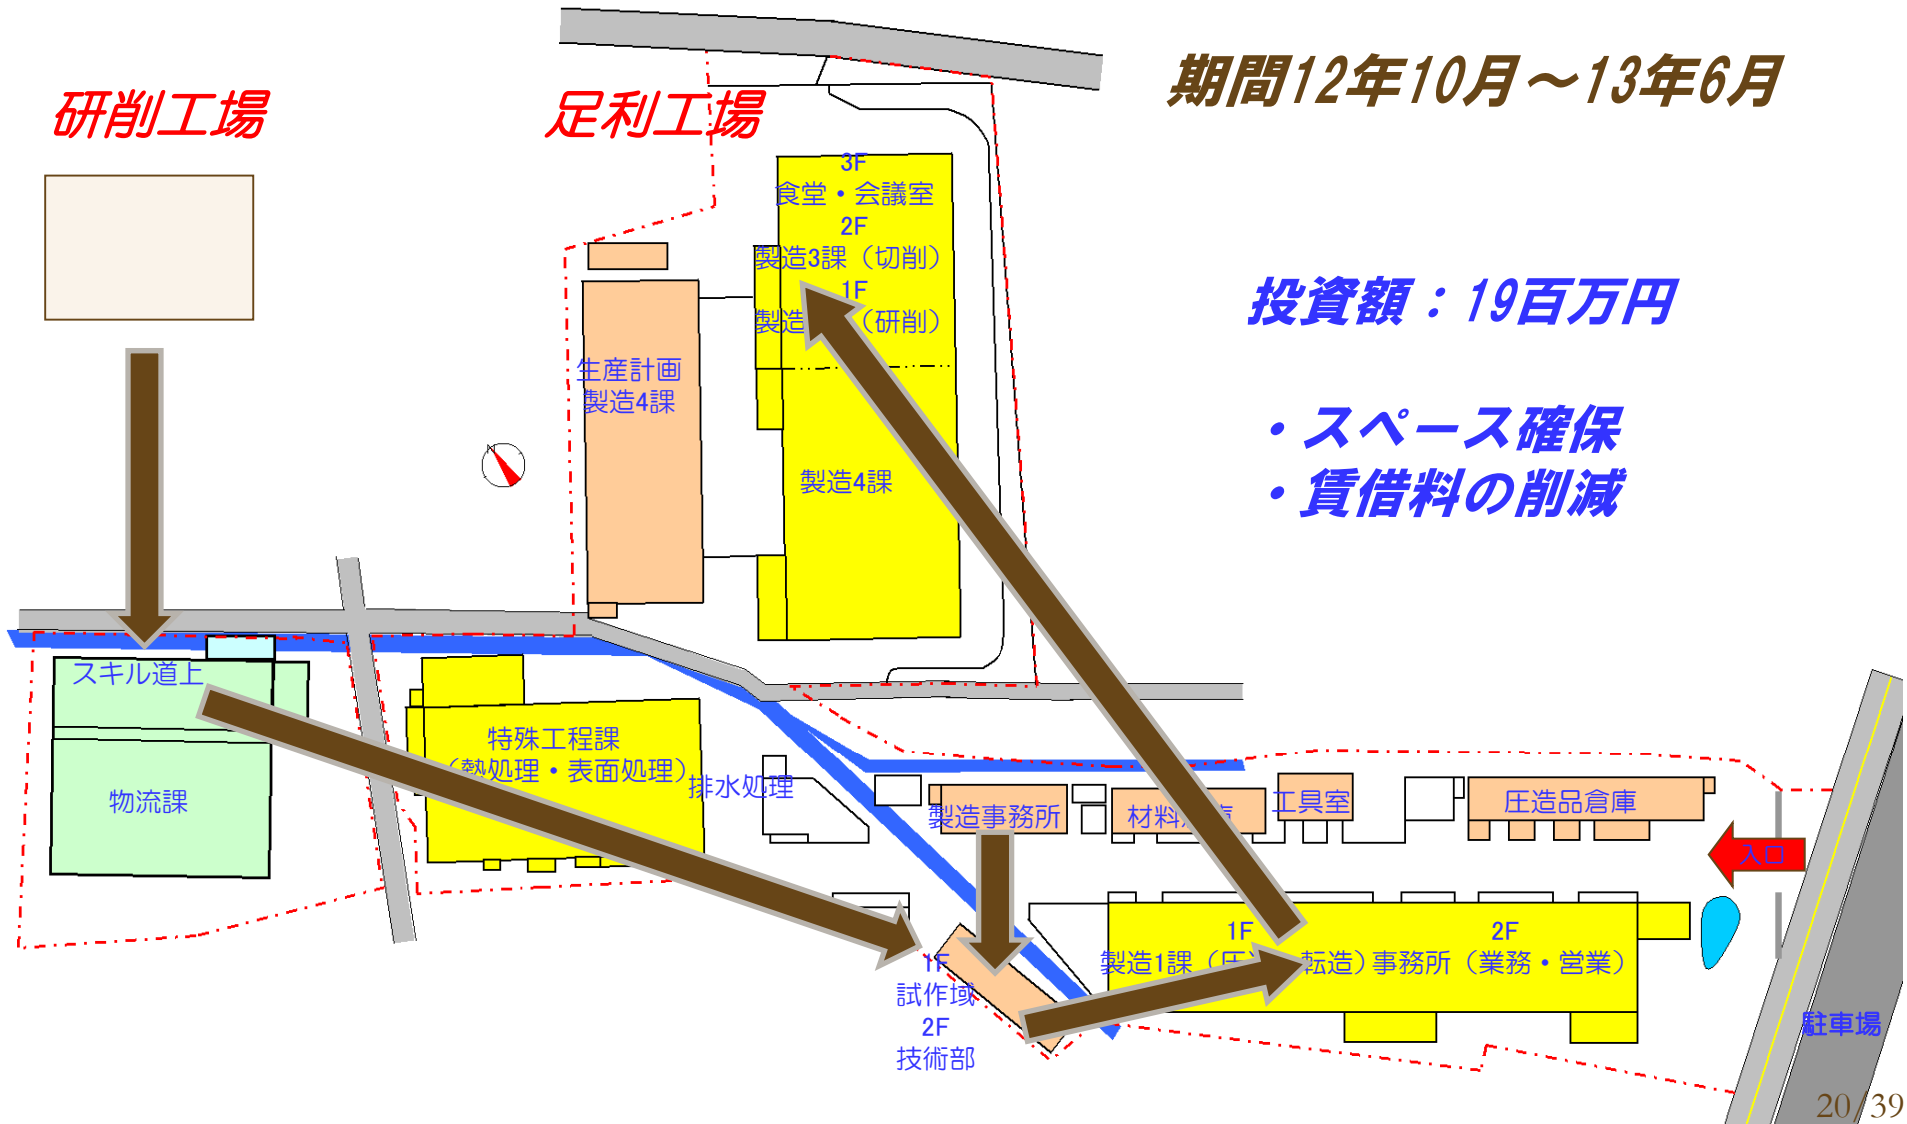 期間12年10月～13年6月
研削工場
足利工場
3F
食堂・会議室
2F
製造3課（切削）
1F
製造 （研削）
投資額：19百万円
生産計画
製造4課
・スペース確保
・賃借料の削減
製造4課
N
スキル道上
特殊工程課
（熱処理・表面処理）
排水処理
物流課
製造事務所
材料倉庫
工具室
圧造品倉庫
入口
1F
製造1課（圧造・転造）
2F
事務所（業務・営業）
1F
試作域
2F
技術部
駐車場
20/39